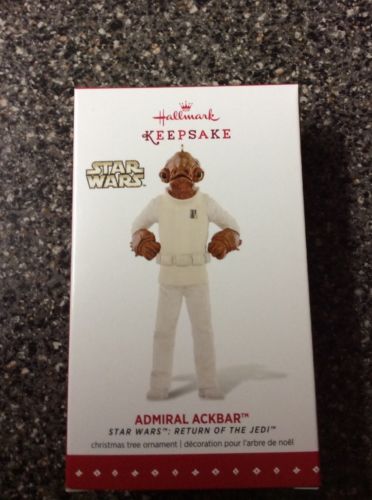 Hallmark
KEEPSAKE
STAR
WARS™
ADMIRAL ACKBAR™
STAR WARS™: RETURN OF THE JEDI™
christmas tree ornament | décoration pour l'arbre de noël